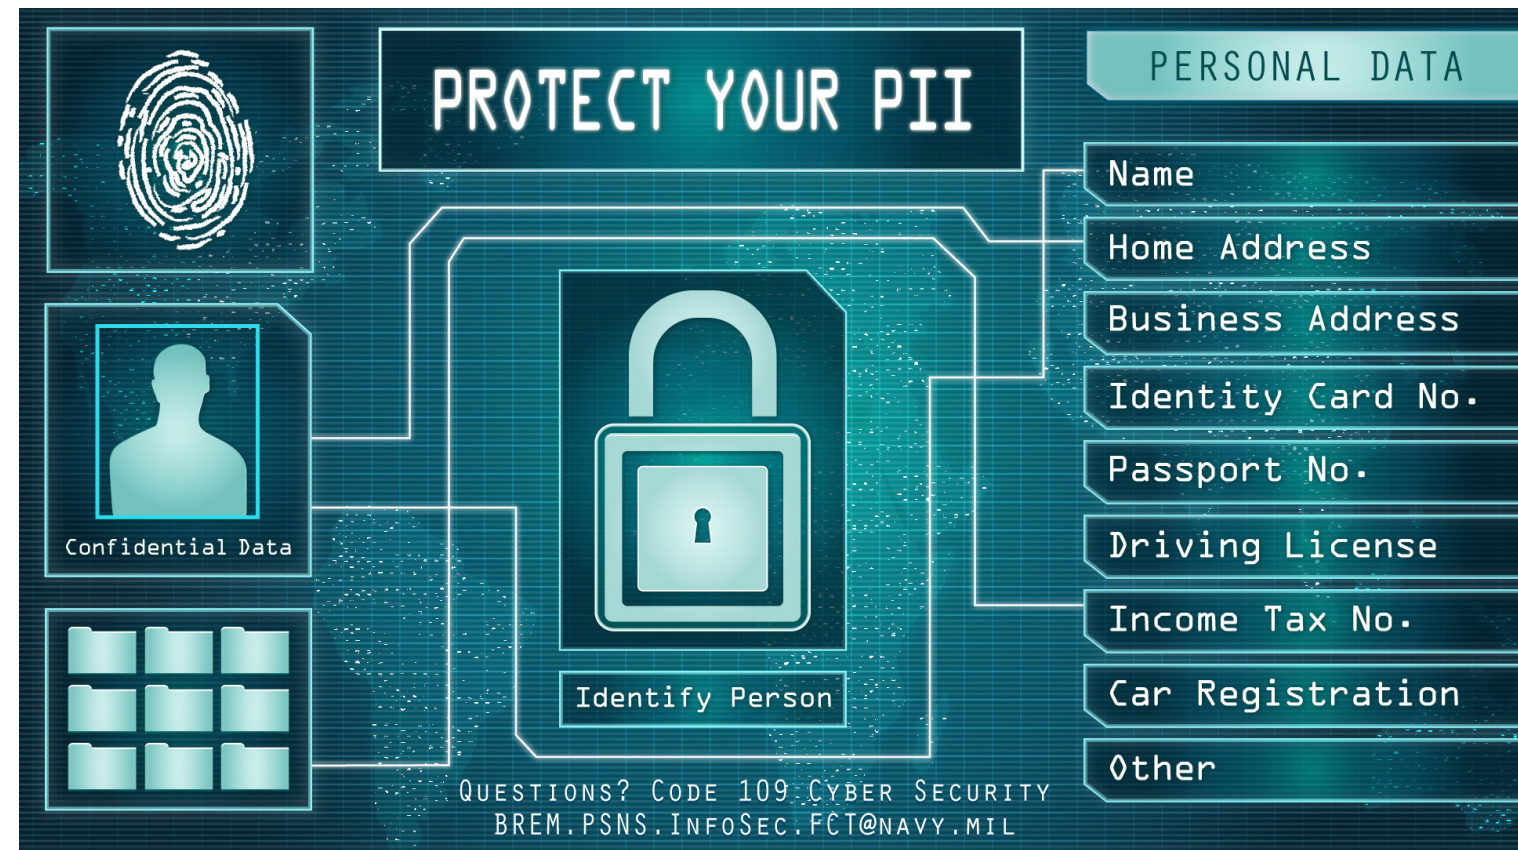 PROTECT YOUR PII
PERSONAL DATA
Name
Home Address
Business Address
Identity Card No.
Passport No.
Driving License
Income Tax No.
Car Registration
Other
Confidential Data
Identify Person
QUESTIONS? CODE 109 CYBER SECURITY
BREM.PSNS.INFOSEC.FCT@NAVY.MIL